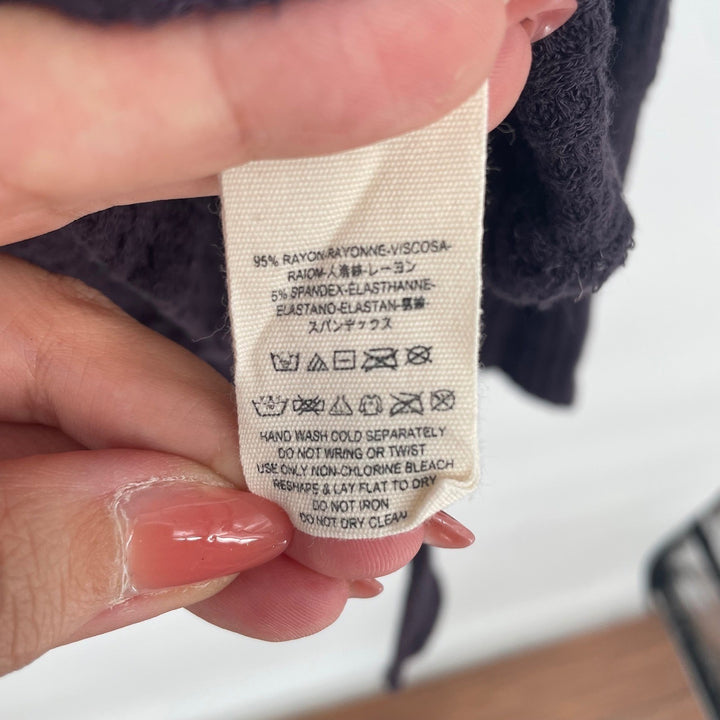 95% RAYON-RAYONNE-VISCOSA-
RAION-人造絲-レーヨン
5% SPANDEX-ELASTHANNE-
ELASTANO-ELASTAN-
スパンデックス
HAND WASH COLD SEPARATELY
DO NOT WRING OR TWIST
USE ONLY NON-CHLORINE BLEACH
RESHAPE & LAY FLAT TO DRY
DO NOT IRON
DO NOT DRY CLEAN